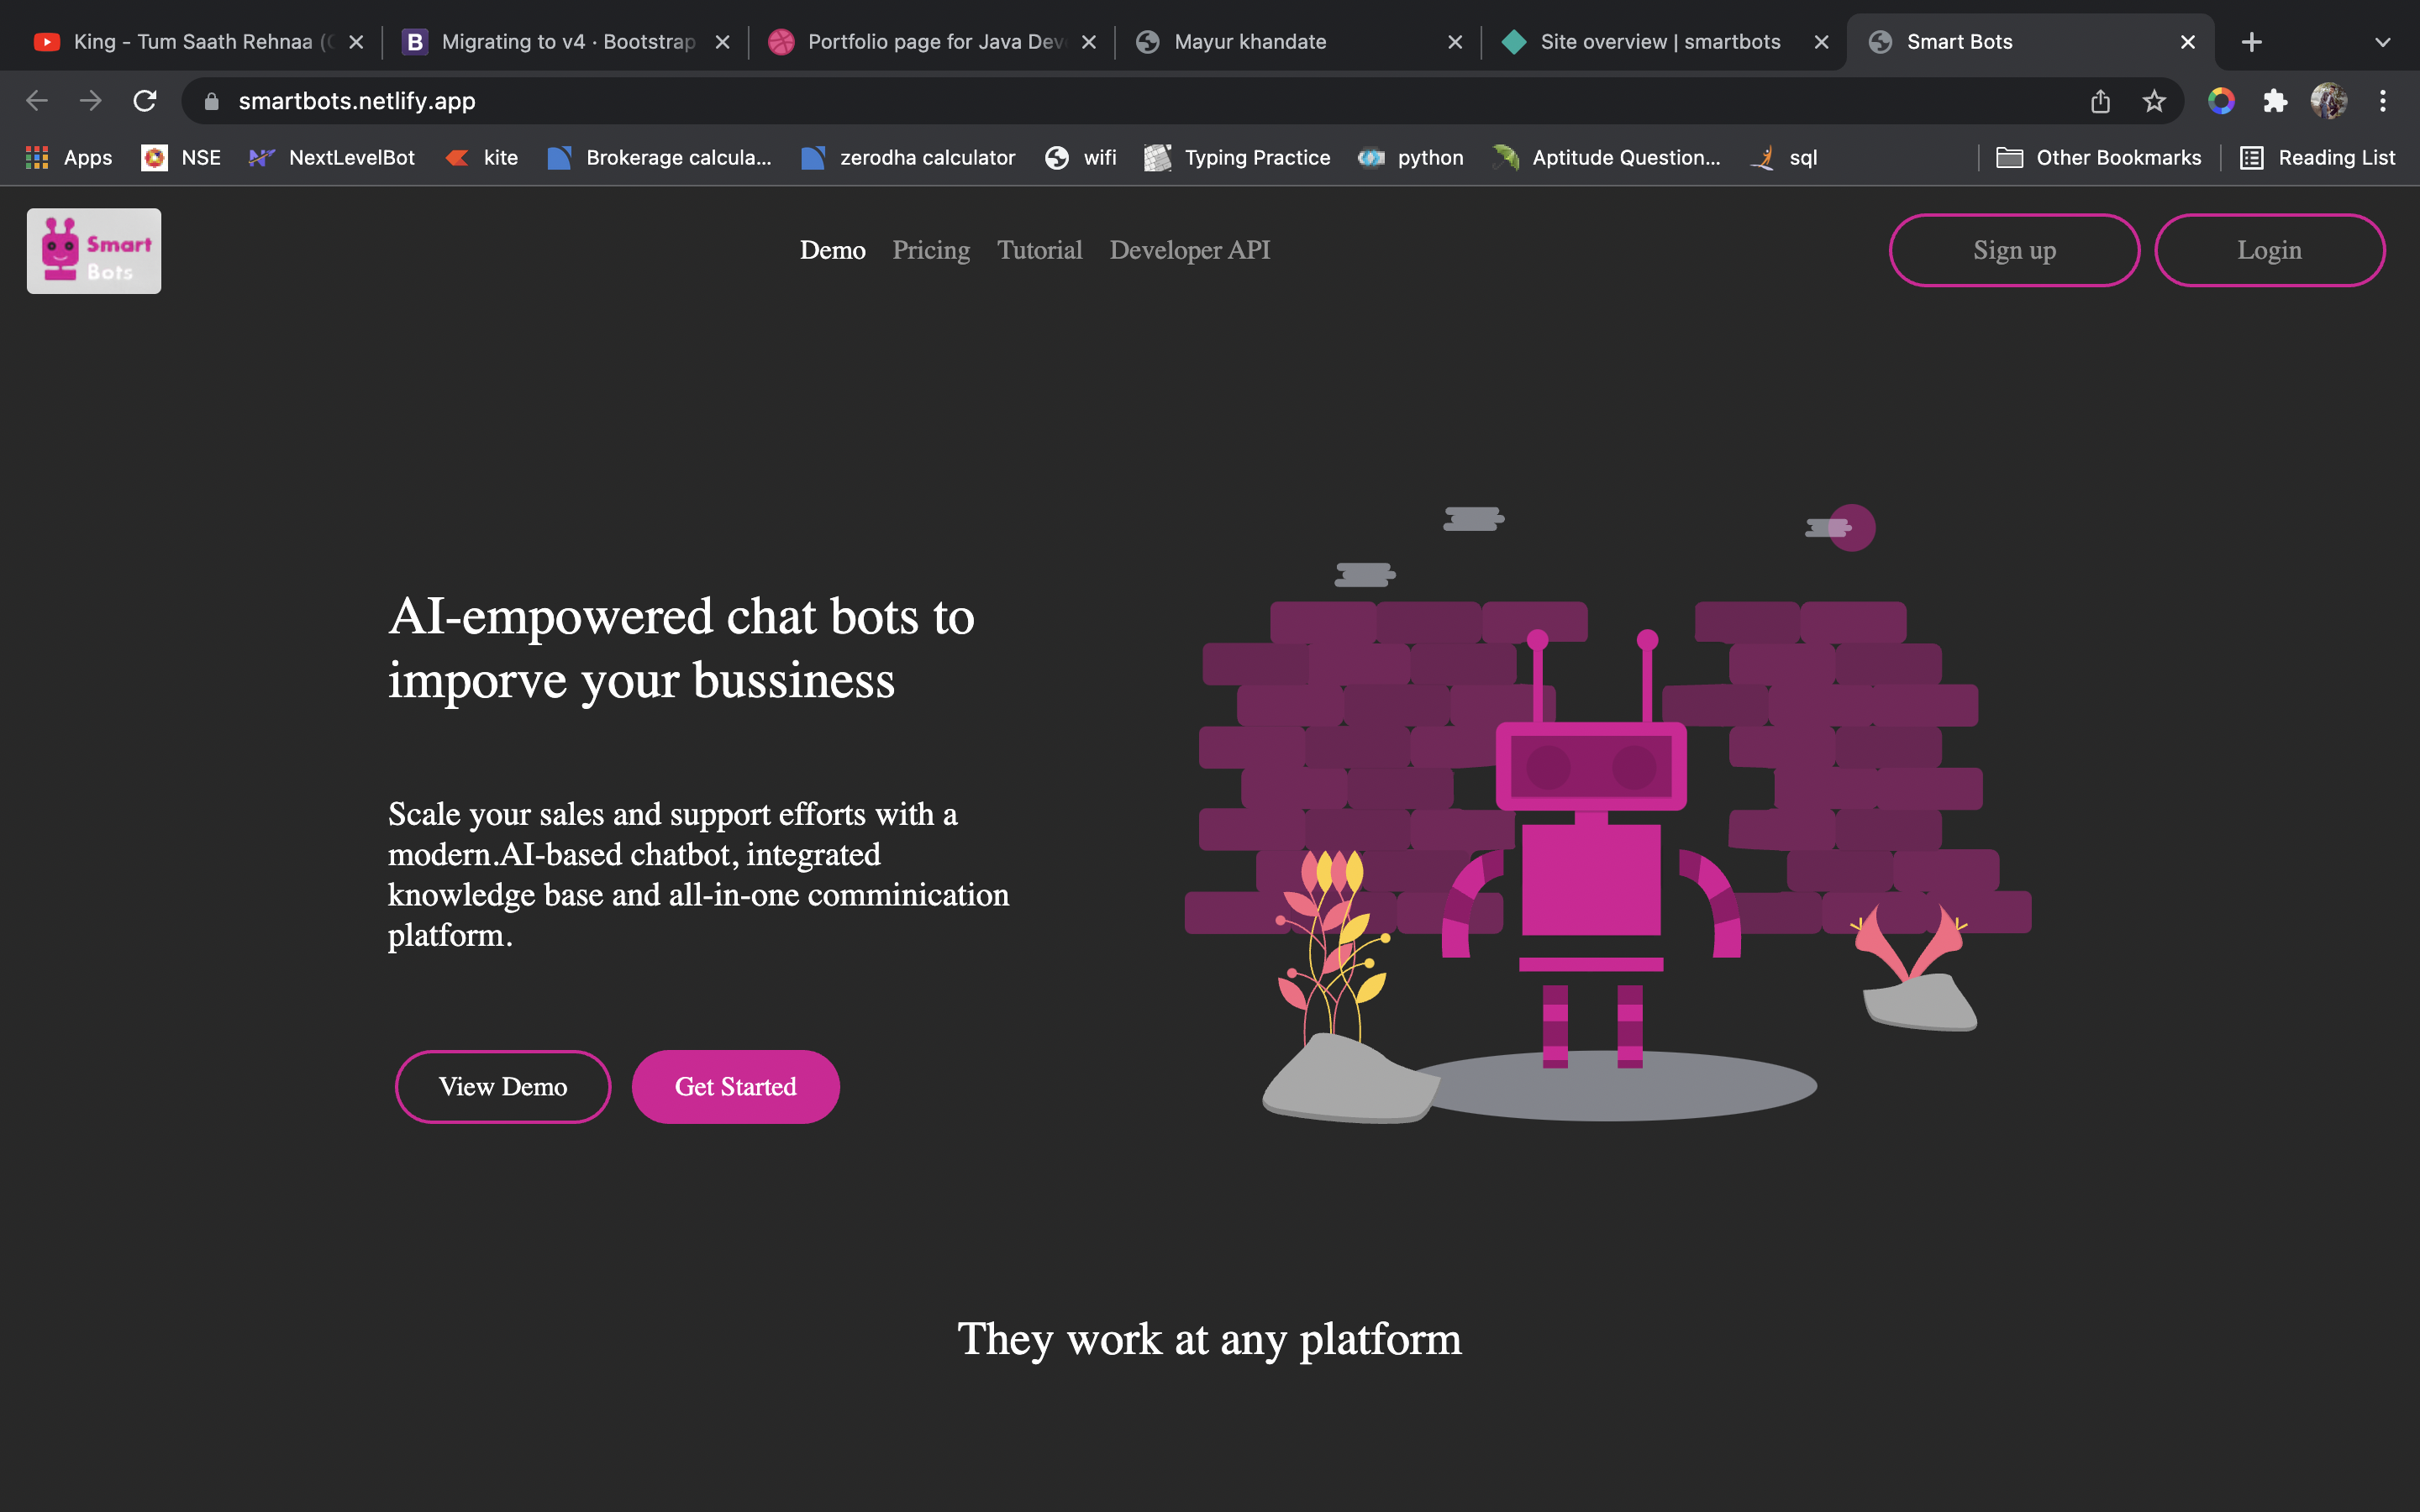 King - Tum Saath Rehnaa (
Migrating to v4 · Bootstrap
Portfolio page for Java Dev
Mayur khandate
Site overview | smartbots
Smart Bots
smartbots.netlify.app
Apps
NSE
NextLevelBot
kite
Brokerage calcula...
zerodha calculator
wifi
Typing Practice
python
Aptitude Question...
sql
Other Bookmarks
Reading List
Smart
Bots
Demo
Pricing
Tutorial
Developer API
Sign up
Login
AI-empowered chat bots to
imporve your bussiness
Scale your sales and support efforts with a
modern.AI-based chatbot, integrated
knowledge base and all-in-one comminication
platform.
View Demo
Get Started
They work at any platform